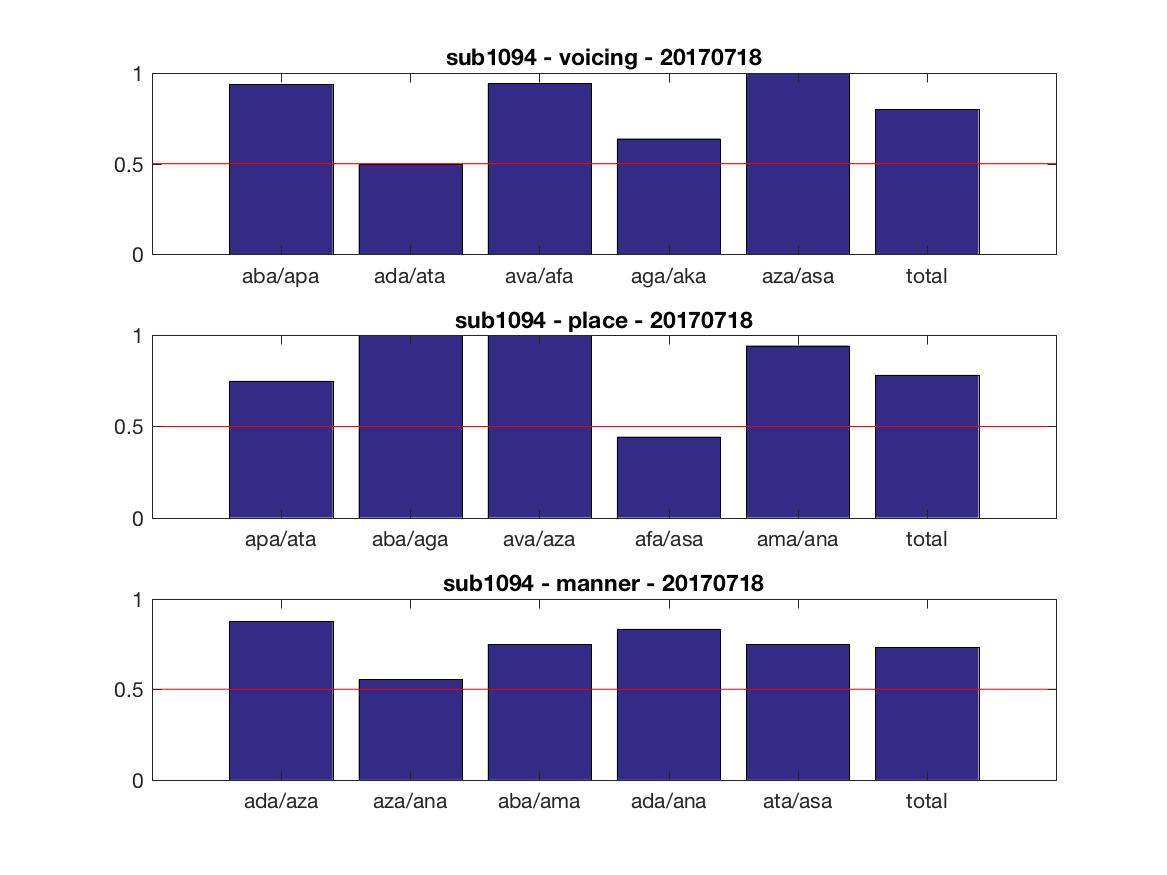 sub1094 - voicing - 20170718
1
0.5
0
aba/apa ada/ata ava/afa aga/aka aza/asa total
sub1094 - place - 20170718
1
0.5
0
apa/ata aba/aga ava/aza afa/asa ama/ana total
sub1094 - manner - 20170718
1
0.5
0
ada/aza aza/ana aba/ama ada/ana ata/asa total